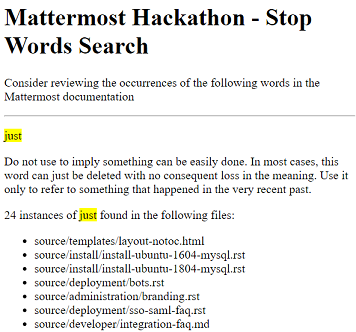 Mattermost Hackathon - Stop
Words Search
Consider reviewing the occurrences of the following words in the
Mattermost documentation
just
Do not use to imply something can be easily done. In most cases, this
word can just be deleted with no consequent loss in the meaning. Use it
only to refer to something that happened in the very recent past.
24 instances of just found in the following files:
• source/templates/layout-notoc.html
• source/install/install-ubuntu-1604-mysql.rst
• source/install/install-ubuntu-1804-mysql.rst
• source/deployment/bots.rst
• source/administration/branding.rst
• source/deployment/sso-saml-faq.rst
• source/developer/integration-faq.md